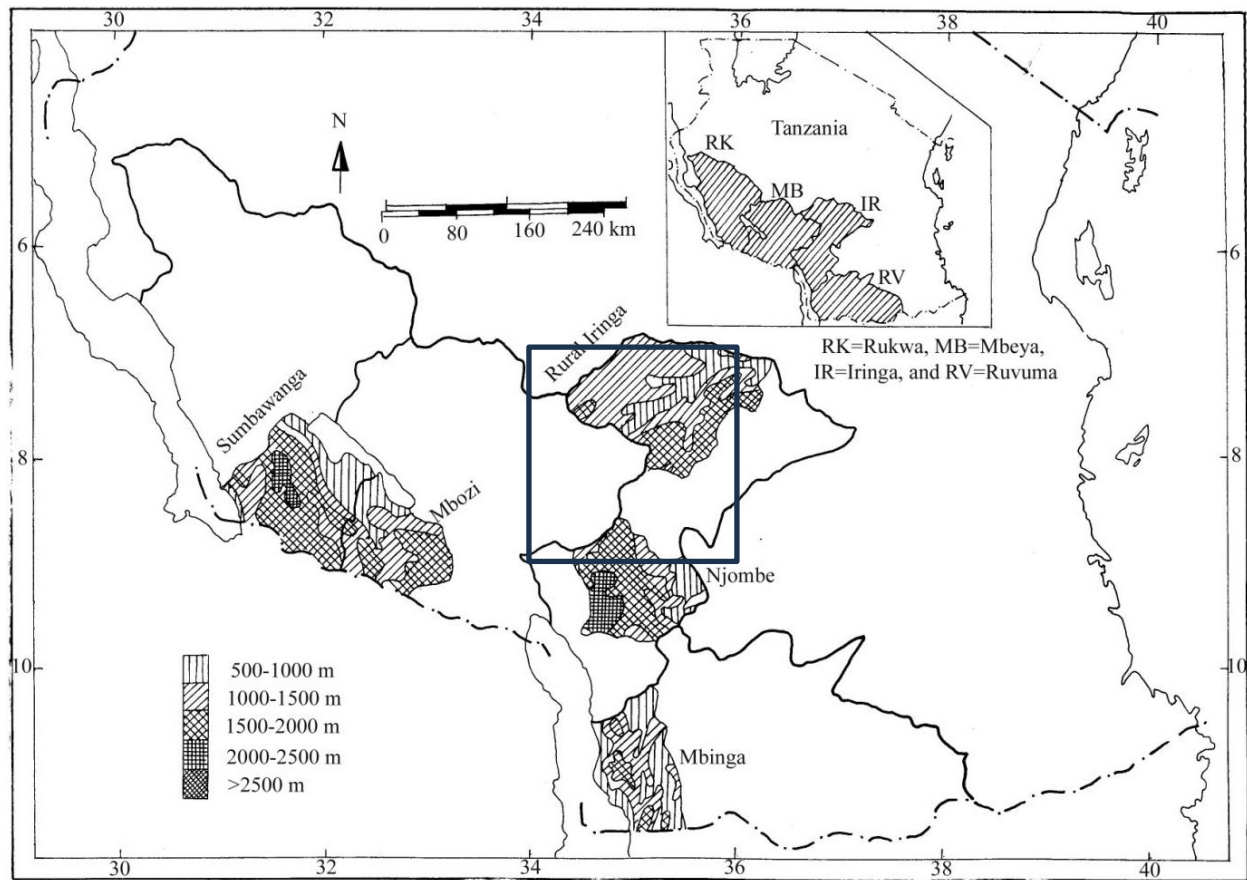 30 32 34 36 38 40
N
0 80 160 240 km
Tanzania
RK
MB
IR
RV
RK=Rukwa, MB=Mbeya,
IR=Iringa, and RV=Ruvuma
6 6
Rural Iringa
Sumbawanga
8 8
Mbozi
Njombe
10 10
500-1000 m
1000-1500 m
1500-2000 m
2000-2500 m
>2500 m
Mbinga
30 32 34 36 38 40